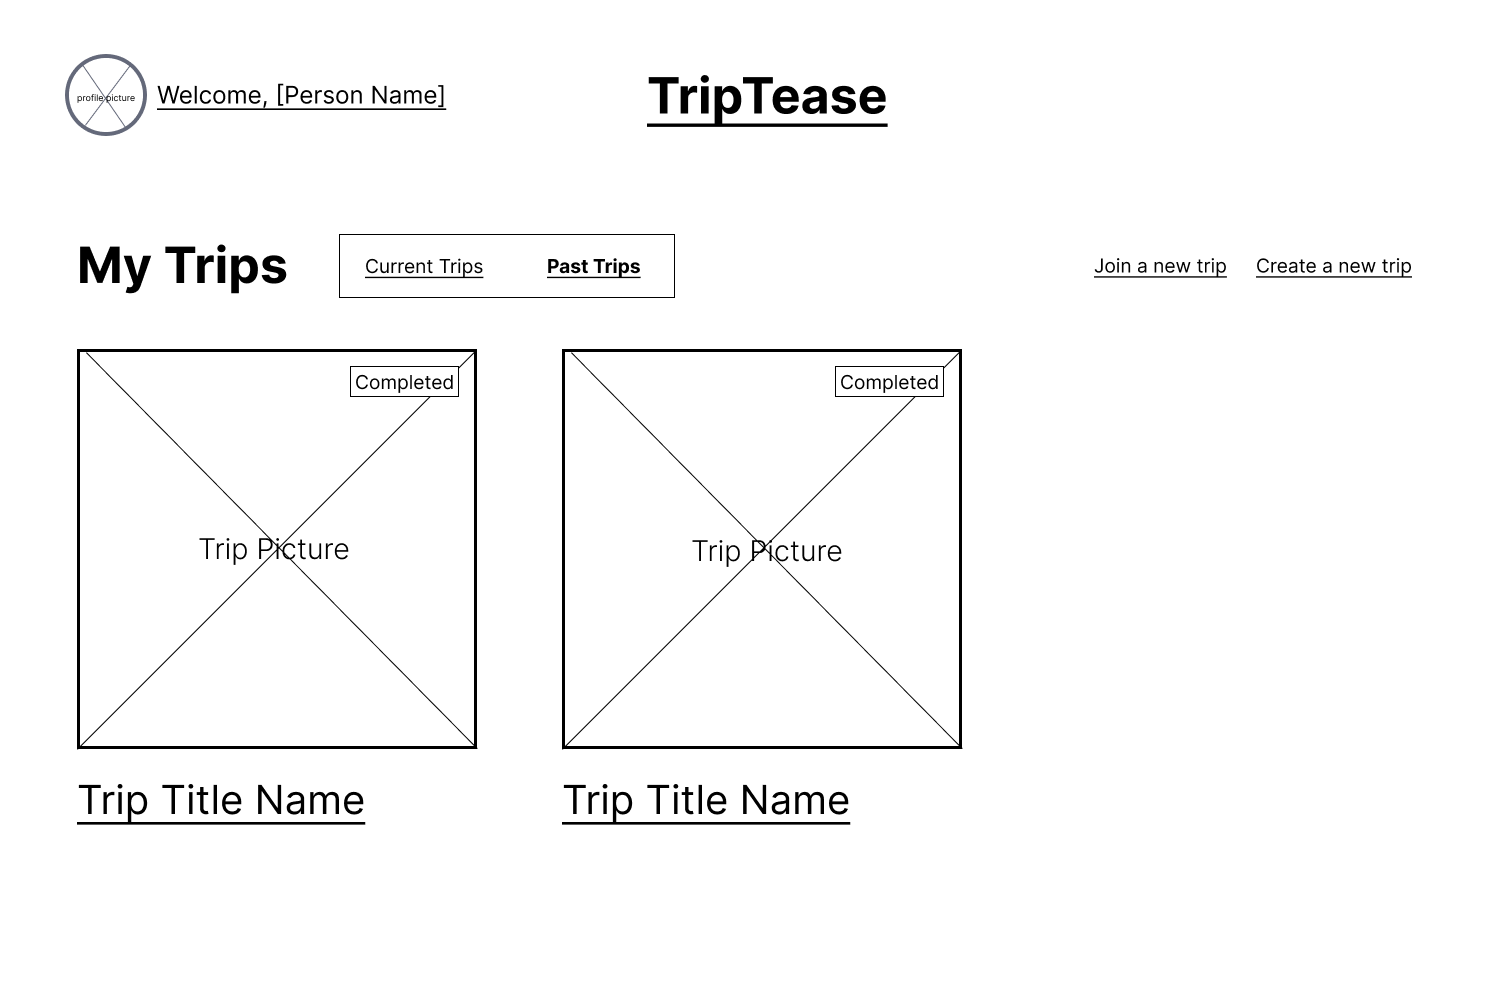 profile picture
Welcome, [Person Name]
TripTease
My Trips
Current Trips
Past Trips
Join a new trip
Create a new trip
Completed
Trip Picture
Trip Title Name
Completed
Trip Picture
Trip Title Name